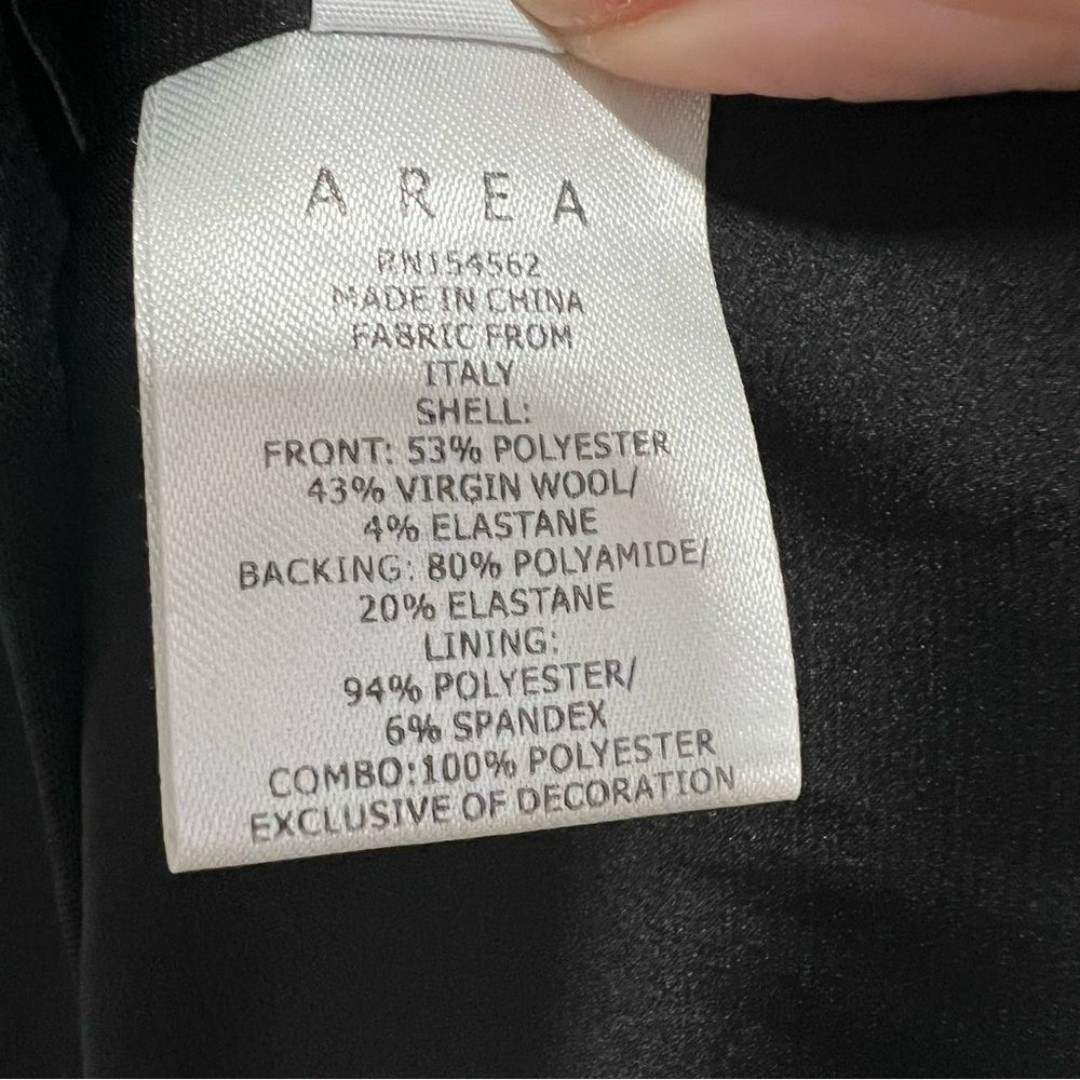 A R E A
RN154562
MADE IN CHINA
FABRIC FROM
ITALY
SHELL:
FRONT: 53% POLYESTER
43% VIRGIN WOOL/
4% ELASTANE
BACKING: 80% POLYAMIDE/
20% ELASTANE
LINING:
94% POLYESTER/
6% SPANDEX
COMBO:100% POLYESTER
EXCLUSIVE OF DECORATION